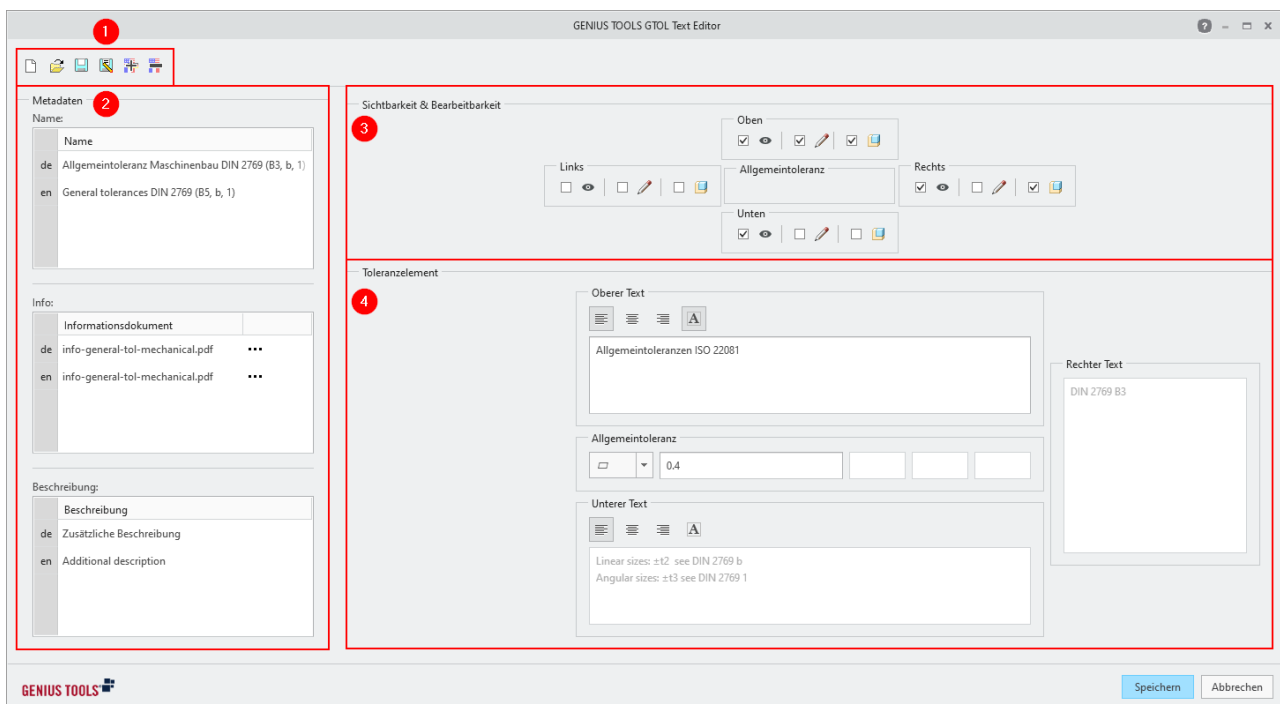 GENIUS TOOLS GTOL Text Editor
1
2
Metadaten
Name:
Name
de Allgemeintoleranz Maschinenbau DIN 2769 (B3, b, 1)
en General tolerances DIN 2769 (B5, b, 1)
Info:
Informationsdokument
de info-general-tol-mechanical.pdf ...
en info-general-tol-mechanical.pdf ...
Beschreibung:
Beschreibung
de Zusätzliche Beschreibung
en Additional description
3
Sichtbarkeit & Bearbeitbarkeit
Oben
Links
Allgemeintoleranz
Rechts
Unten
4
Toleranzelement
Oberer Text
A
Allgemeintoleranzen ISO 22081
Allgemeintoleranz
0.4
Unterer Text
A
Linear sizes: ±t2 see DIN 2769 b
Angular sizes: ±t3 see DIN 2769 1
Rechter Text
DIN 2769 B3
GENIUS TOOLS
Speichern
Abbrechen